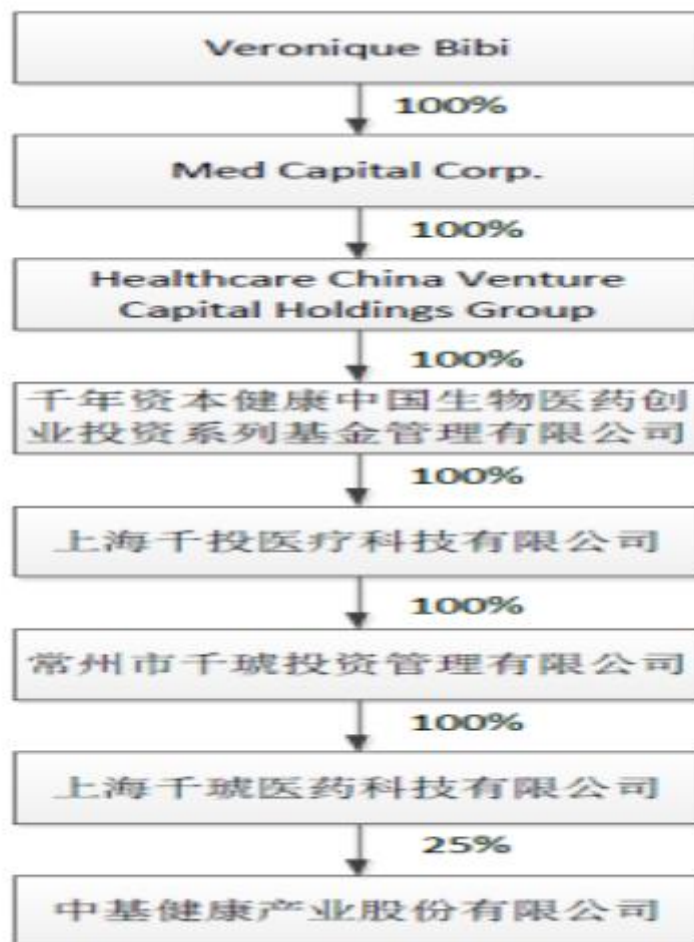 Veronique Bibi
100%
Med Capital Corp.
100%
Healthcare China Venture
Capital Holdings Group
100%
千年资本健康中国生物医药创
业投资系列基金管理有限公司
100%
上海千投医疗科技有限公司
100%
常州市千琥投资管理有限公司
100%
上海千琥医药科技有限公司
25%
中基健康产业股份有限公司